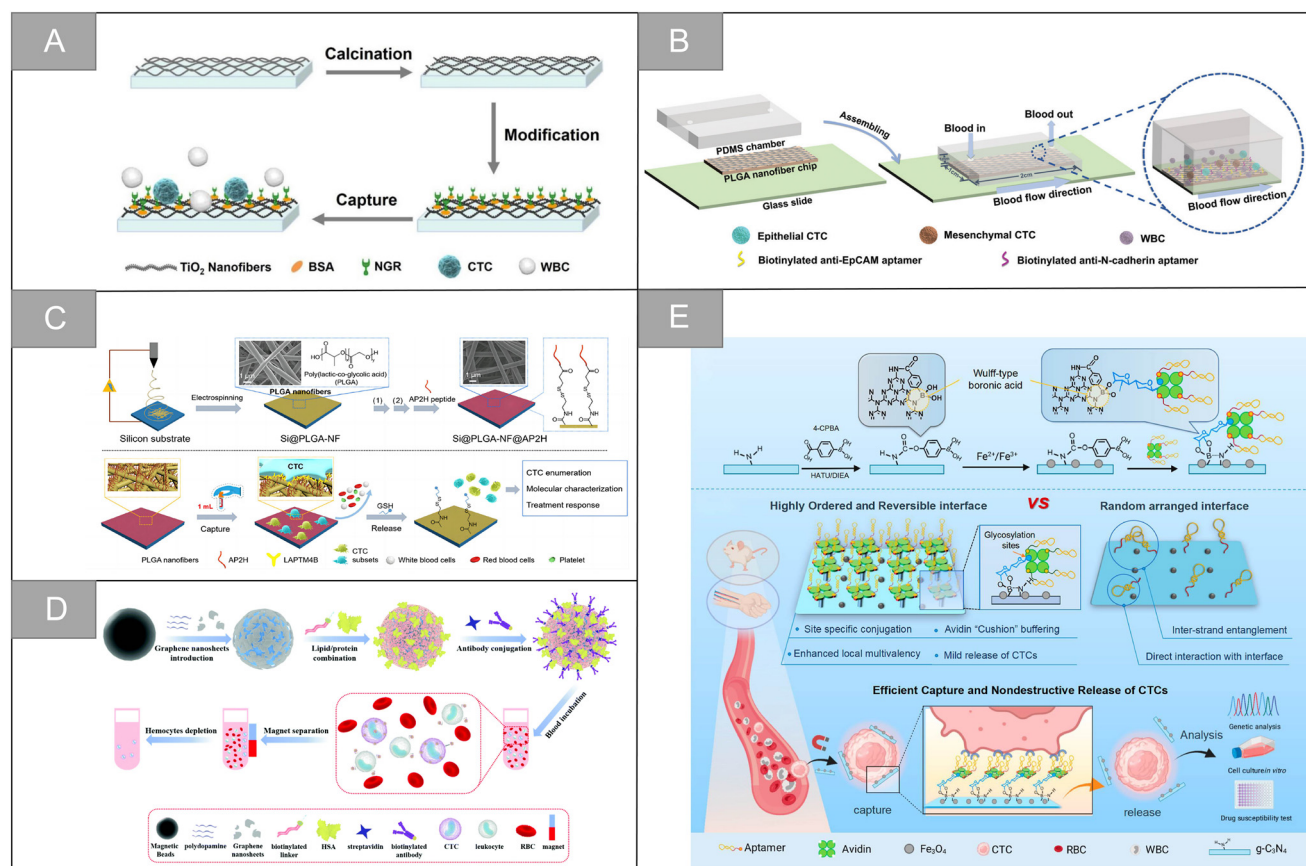 A
Calcination
Modification
Capture
TiO2 Nanofibers
BSA
NGR
CTC
WBC
B
PDMS chamber
PLGA nanofiber chip
Glass slide
Assembling
Blood in
Blood out
2cm
Blood flow direction
Blood flow direction
Epithelial CTC
Mesenchymal CTC
WBC
Biotinylated anti-EpCAM aptamer
Biotinylated anti-N-cadherin aptamer
C
Silicon substrate
Electrospinning
1 μm
Poly(lactic-co-glycolic acid)
(PLGA)
PLGA nanofibers
Si@PLGA-NF
(1)
(2)
AP2H peptide
1 μm
Si@PLGA-NF@AP2H
PLGA nanofibers
1 mL
Capture
CTC
GSH
Release
CTC enumeration
Molecular characterization
Treatment response
AP2H
LAPTM4B
CTC
subsets
White blood cells
Red blood cells
Platelet
D
Graphene nanosheets
introduction
Lipid/protein
combination
Antibody conjugation
Blood incubation
Magnet separation
Hemocytes depletion
Magnetic
Beads
polydopamine
Graphene
nanosheets
biotinylated
linker
HSA
streptavidin
biotinylated
antibody
CTC
leukocyte
RBC
magnet
E
Wulff-type
boronic acid
4-CPBA
HATU/DIEA
Fe2+/Fe3+
Highly Ordered and Reversible interface
VS
Random arranged interface
Glycosylation
sites
• Site specific conjugation
• Avidin "Cushion" buffering
• Enhanced local multivalency
• Mild release of CTCs
Inter-strand entanglement
Direct interaction with interface
Efficient Capture and Nondestructive Release of CTCs
capture
release
Analysis
Genetic analysis
Cell culture in vitro
Drug susceptibility test
Aptamer
Avidin
Fe3O4
CTC
RBC
WBC
g-C3N4